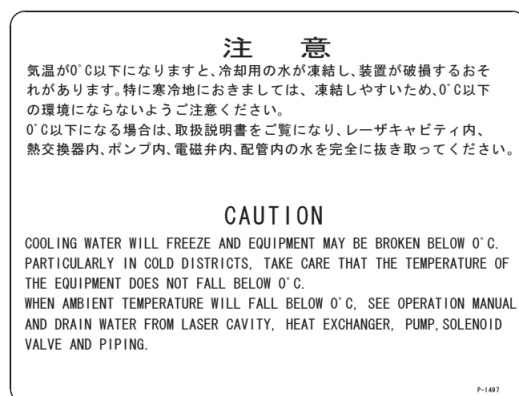 注 意
気温が0°C以下になりますと、冷却用の水が凍結し、装置が破損するおそ
れがあります。特に寒冷地におきましては、凍結しやすいため、0°C以下
の環境にならないようご注意ください。
0°C以下になる場合は、取扱説明書をご覧になり、レーザキャビティ内、
熱交換器内、ポンプ内、電磁弁内、配管内の水を完全に抜き取ってください。
CAUTION
COOLING WATER WILL FREEZE AND EQUIPMENT MAY BE BROKEN BELOW 0°C.
PARTICULARLY IN COLD DISTRICTS, TAKE CARE THAT THE TEMPERATURE OF
THE EQUIPMENT DOES NOT FALL BELOW 0°C.
WHEN AMBIENT TEMPERATURE WILL FALL BELOW 0°C, SEE OPERATION MANUAL
AND DRAIN WATER FROM LASER CAVITY, HEAT EXCHANGER, PUMP,SOLENOID
VALVE AND PIPING.
P-1497